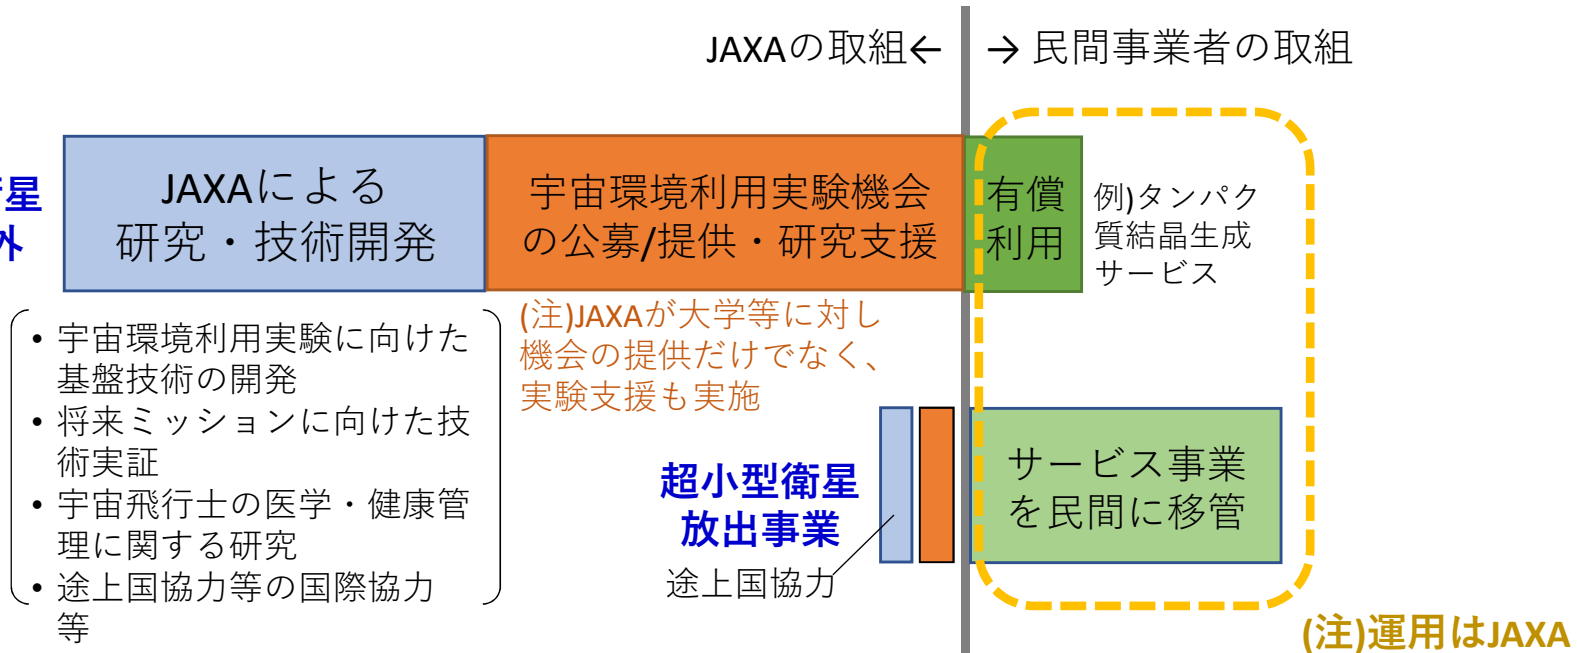 JAXAの取組← → 民間事業者の取組
星
外
JAXAによる
研究・技術開発
宇宙環境利用実験機会
の公募/提供・研究支援
有償
利用
例)タンパク
質結晶生成
サービス
• 宇宙環境利用実験に向けた
基盤技術の開発
• 将来ミッションに向けた技
術実証
• 宇宙飛行士の医学・健康管
理に関する研究
• 途上国協力等の国際協力
等
(注)JAXAが大学等に対し
機会の提供だけでなく、
実験支援も実施
超小型衛星
放出事業
途上国協力
サービス事業
を民間に移管
(注)運用はJAXA